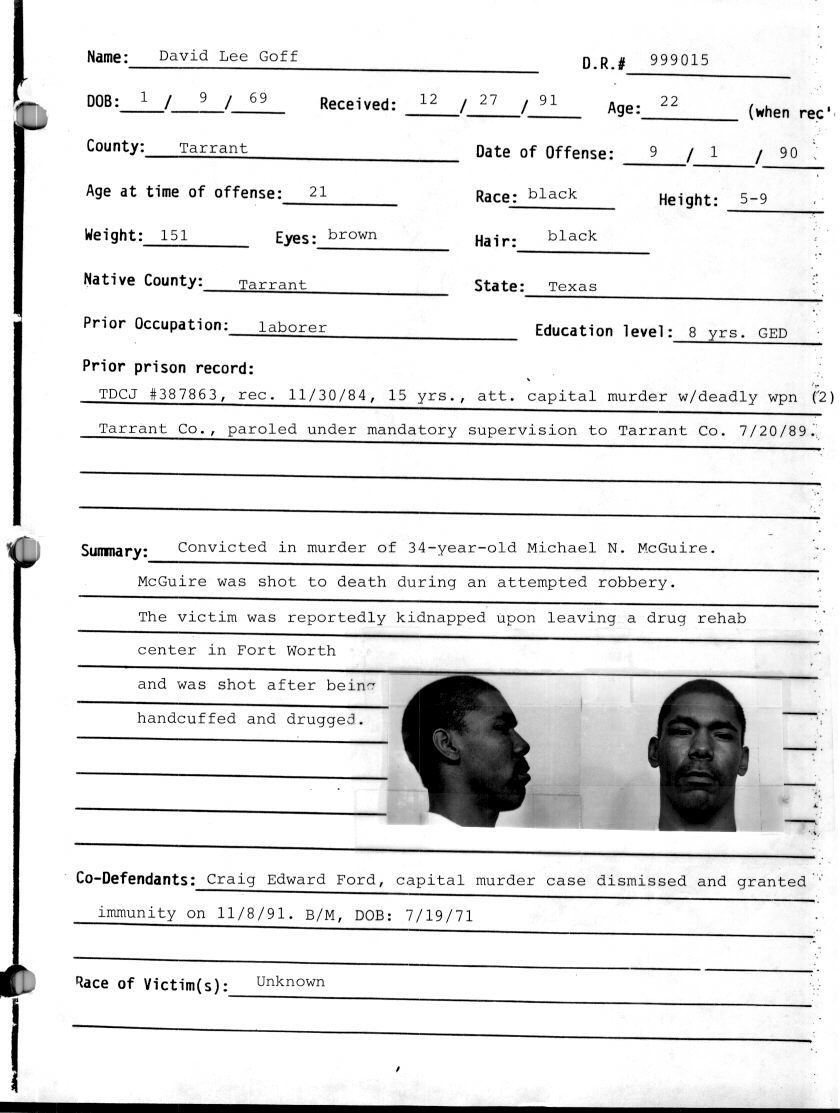 Name: David Lee Goff D.R.# 999015
DOB: 1 / 9 / 69 Received: 12 / 27 / 91 Age: 22 (when rec'
County: Tarrant Date of Offense: 9 / 1 / 90
Age at time of offense: 21 Race: black Height: 5-9
Weight: 151 Eyes: brown Hair: black
Native County: Tarrant State: Texas
Prior Occupation: laborer Education level: 8 yrs. GED
Prior prison record:
TDCJ #387863, rec. 11/30/84, 15 yrs., att. capital murder w/deadly wpn (2)
Tarrant Co., paroled under mandatory supervision to Tarrant Co. 7/20/89.
Summary: Convicted in murder of 34-year-old Michael N. McGuire.
McGuire was shot to death during an attempted robbery.
The victim was reportedly kidnapped upon leaving a drug rehab
center in Fort Worth
and was shot after being
handcuffed and drugged.
Co-Defendants: Craig Edward Ford, capital murder case dismissed and granted
immunity on 11/8/91. B/M, DOB: 7/19/71
Race of Victim(s): Unknown